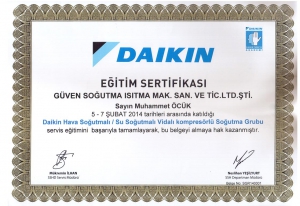 DAIKIN
EĞİTİM SERTİFİKASI
GÜVEN SOĞUTMA ISITMA MAK. SAN. VE TİC.LTD.ŞTİ.
Sayın Muhammet ÖCÜK
5 - 7 ŞUBAT 2014 tarihleri arasında katıldığı
Daikin Hava Soğutmalı / Su Soğutmalı Vidalı kompresörlü Soğutma Grubu
servis eğitimini başarıyla tamamlayarak, bu belgeyi almaya hak kazanmıştır.